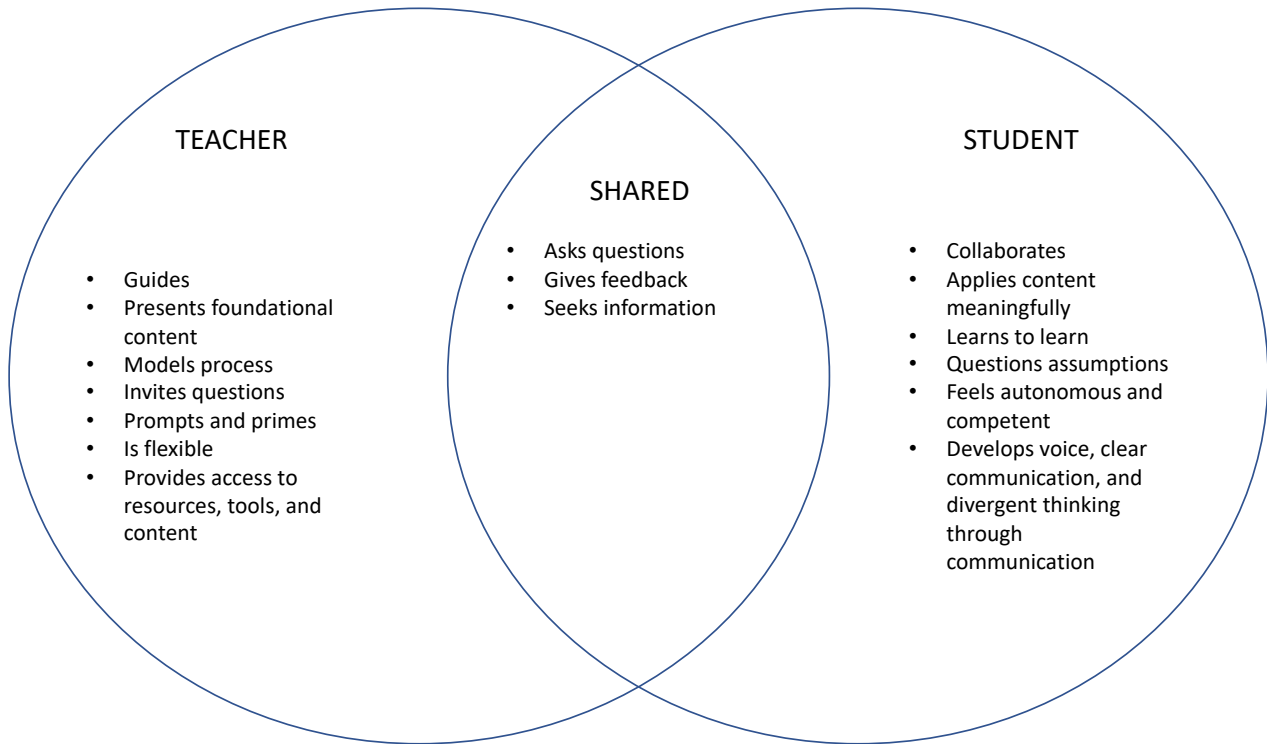 TEACHER
• Guides
• Presents foundational
content
• Models process
• Invites questions
• Prompts and primes
• Is flexible
• Provides access to
resources, tools, and
content
SHARED
• Asks questions
• Gives feedback
• Seeks information
STUDENT
• Collaborates
• Applies content
meaningfully
• Learns to learn
• Questions assumptions
• Feels autonomous and
competent
• Develops voice, clear
communication, and
divergent thinking
through
communication